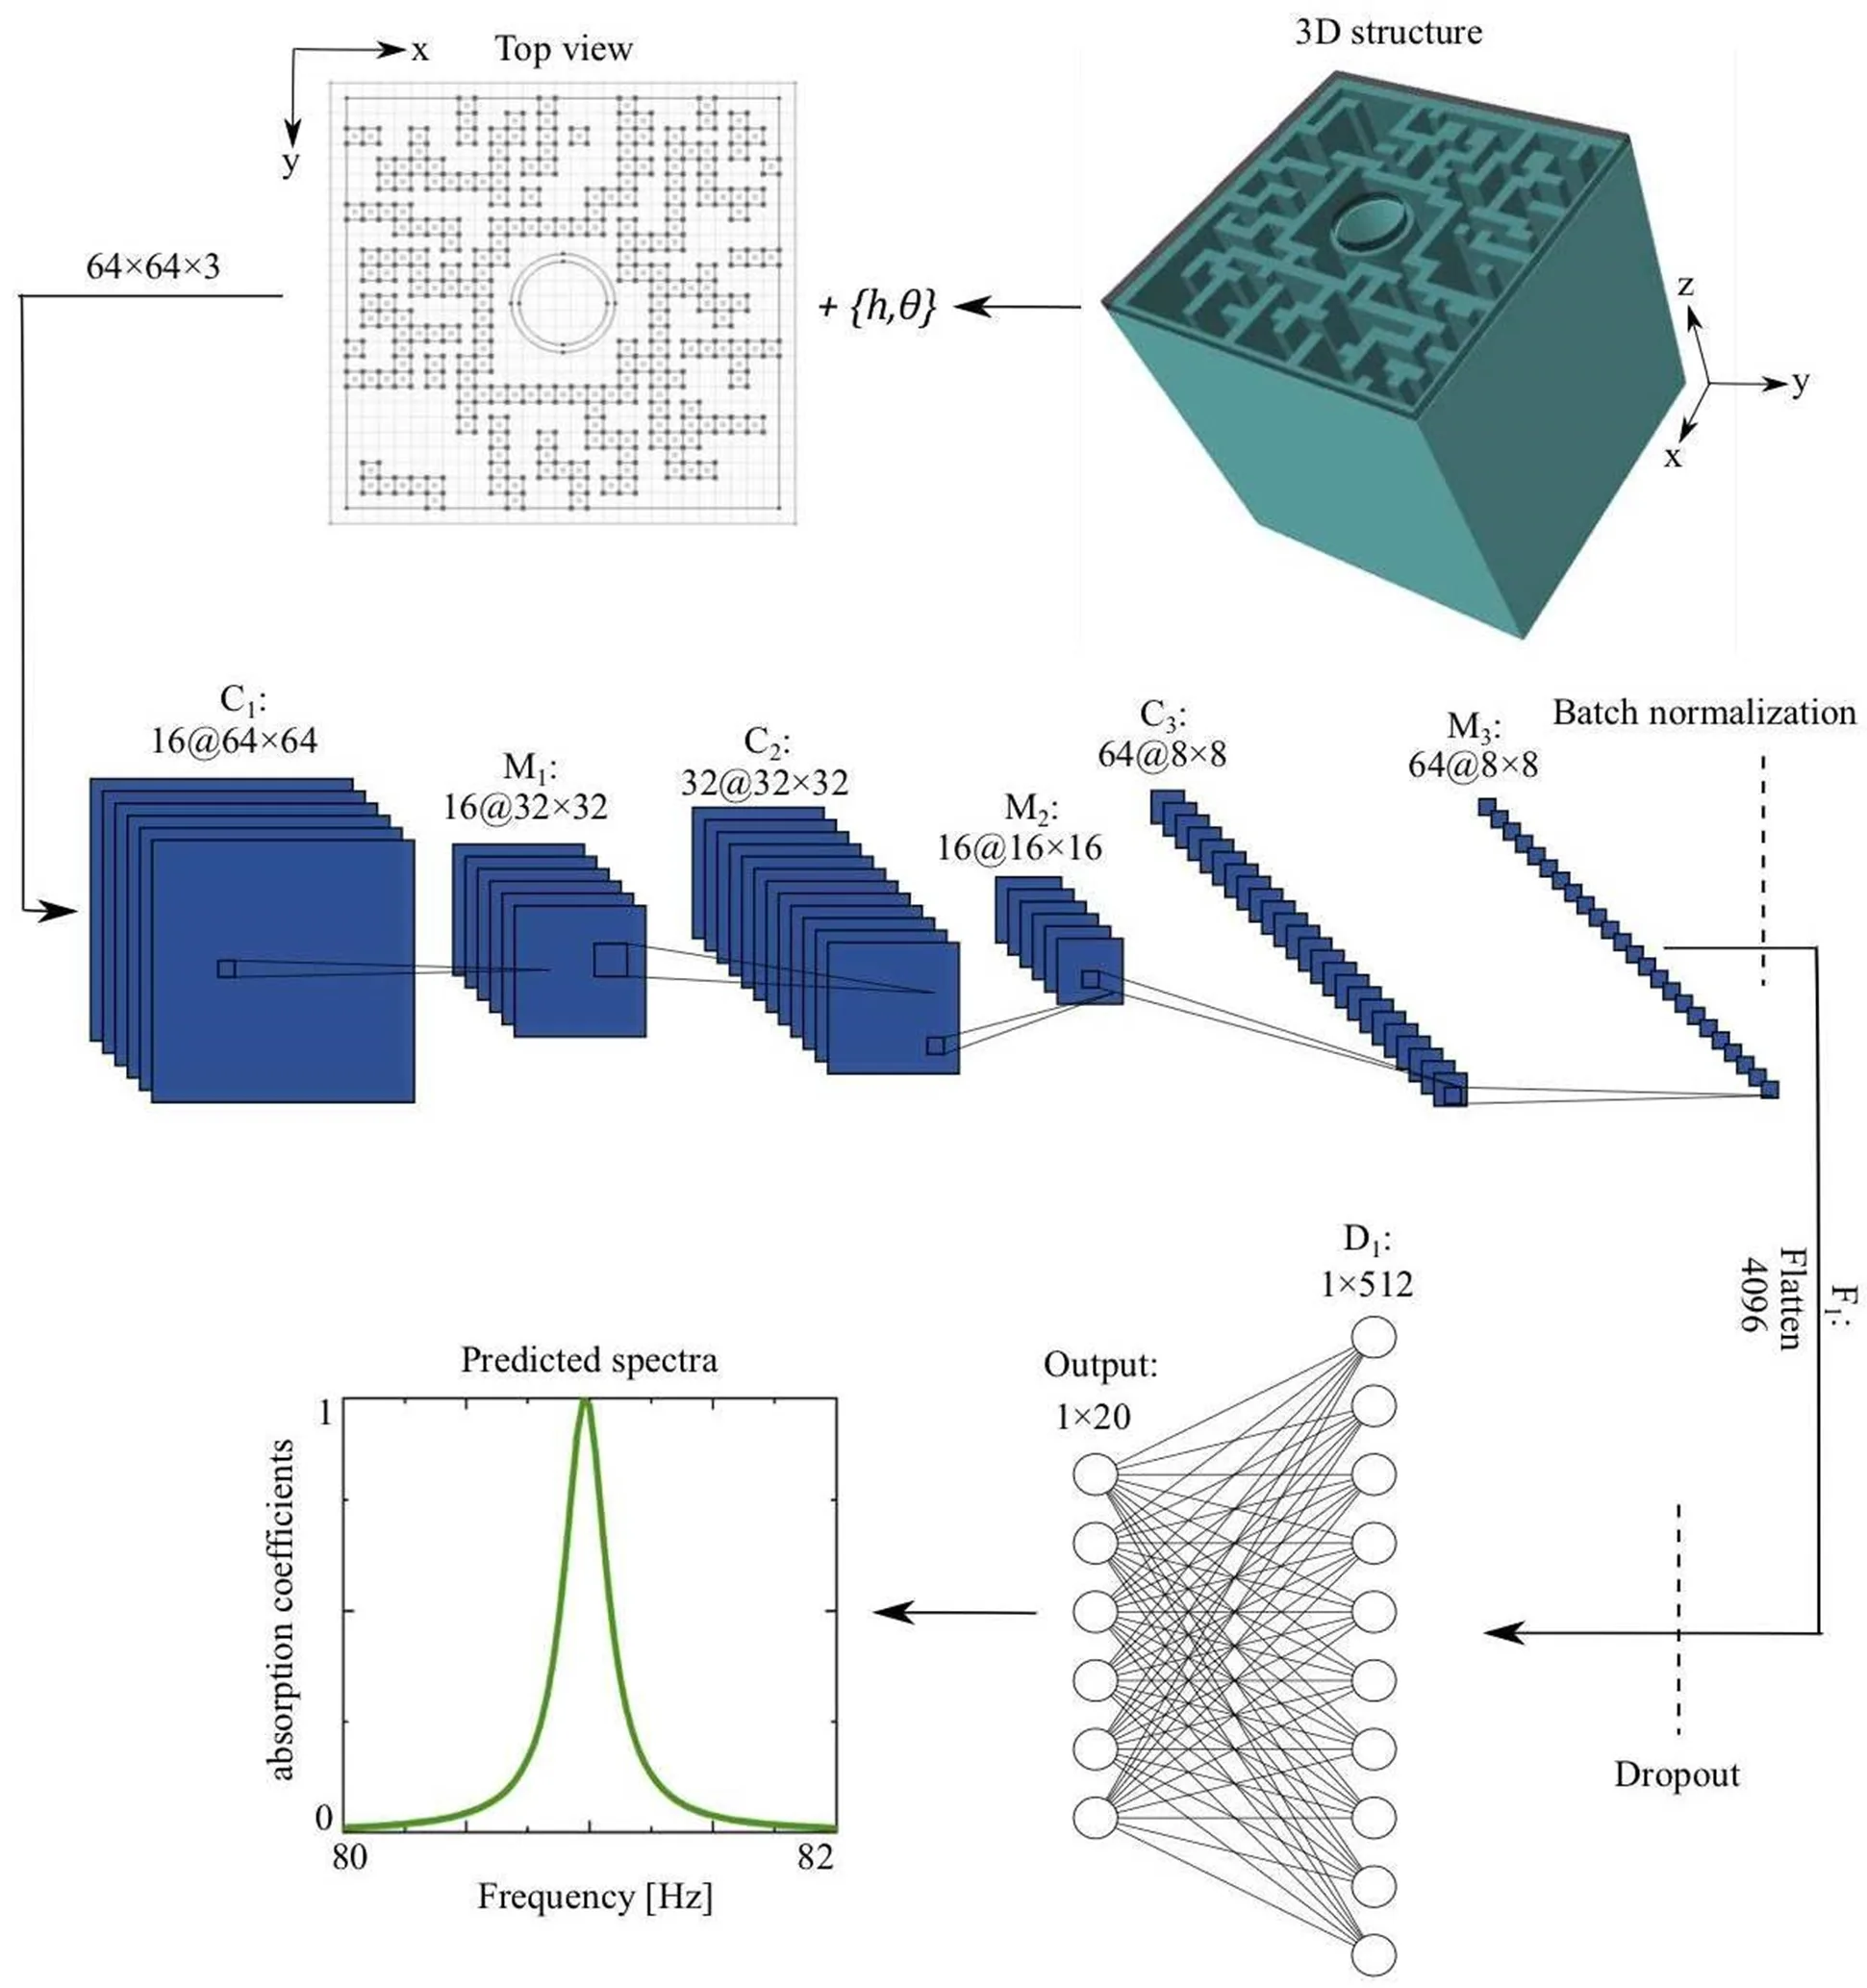 3D structure
x
Top view
y
64×64×3
+ {h,θ}
z
y
x
C₁:
16@64×64
M₁:
16@32×32
C₂:
32@32×32
M₂:
16@16×16
C₃:
64@8×8
M₃:
64@8×8
Batch normalization
F₁:
Flatten
4096
D₁:
1×512
Output:
1×20
Dropout
Predicted spectra
1
absorption coefficients
0
80
82
Frequency [Hz]